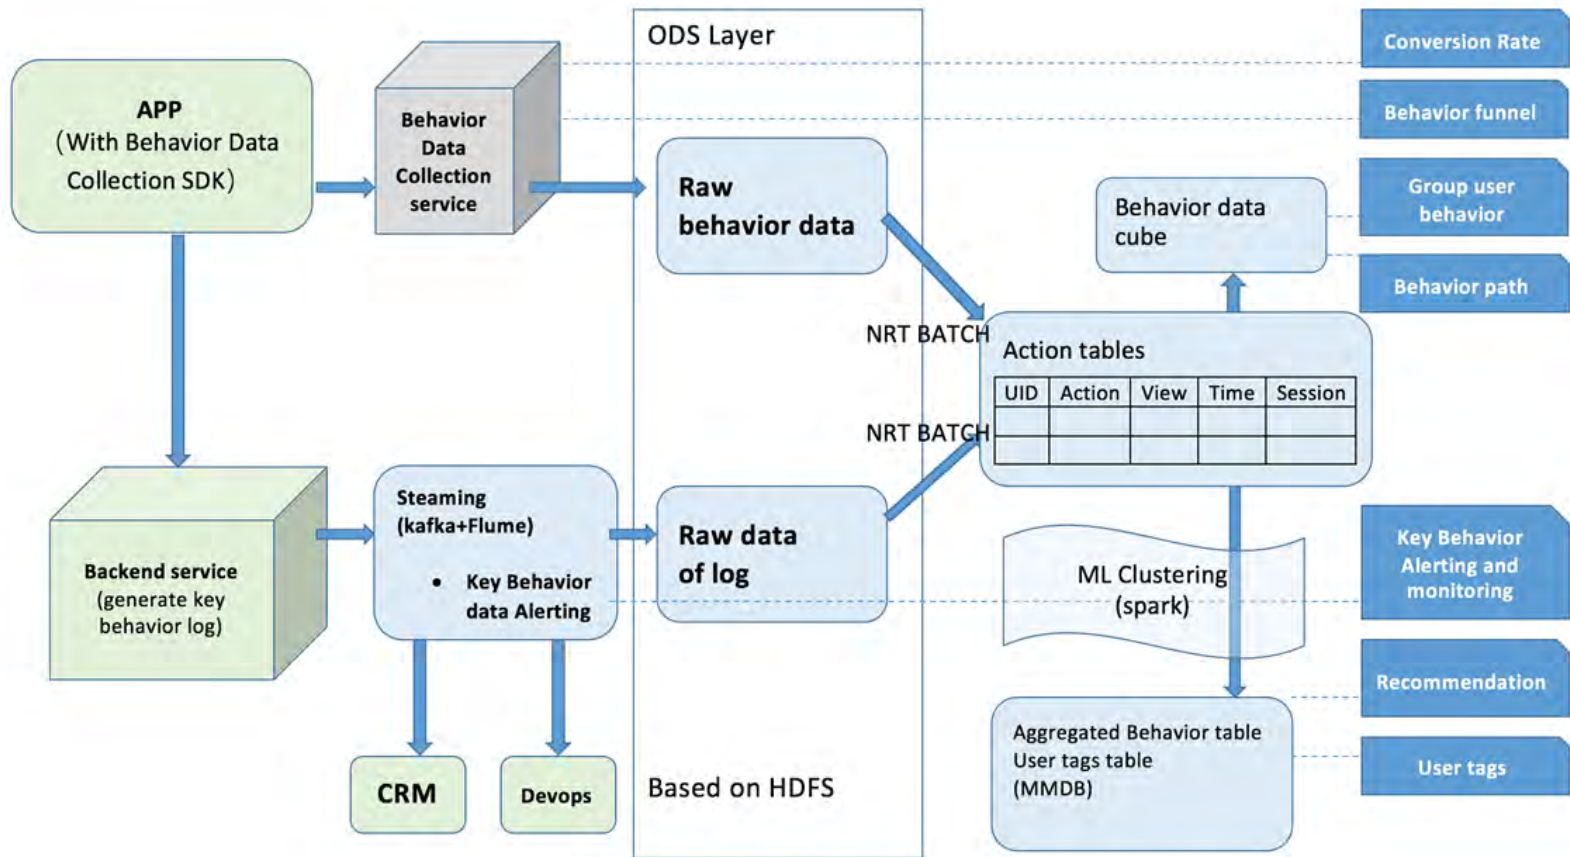 ODS Layer
APP
(With Behavior Data
Collection SDK)
Behavior
Data
Collection
service
Raw
behavior data
Behavior data
cube
Conversion Rate
Behavior funnel
Group user
behavior
Behavior path
NRT BATCH
Action tables
UID Action View Time Session
NRT BATCH
Backend service
(generate key
behavior log)
Steaming
(kafka+Flume)
• Key Behavior
data Alerting
Raw data
of log
ML Clustering
(spark)
Key Behavior
Alerting and
monitoring
Recommendation
User tags
Aggregated Behavior table
User tags table
(MMDB)
CRM
Devops
Based on HDFS